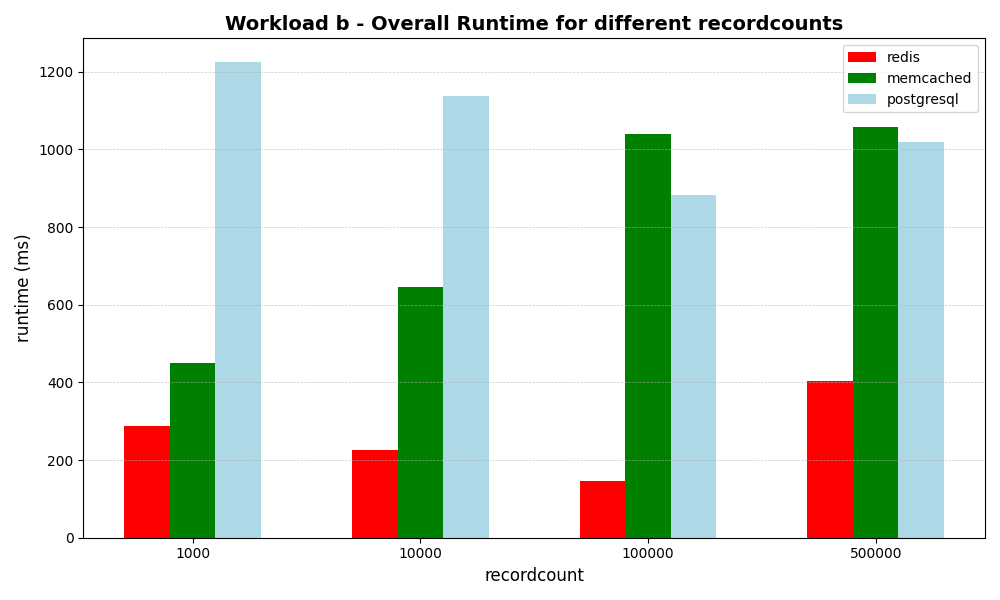 Workload b - Overall Runtime for different recordcounts
redis
memcached
postgresql
runtime (ms)
1200
1000
800
600
400
200
0
1000
10000
100000
500000
recordcount